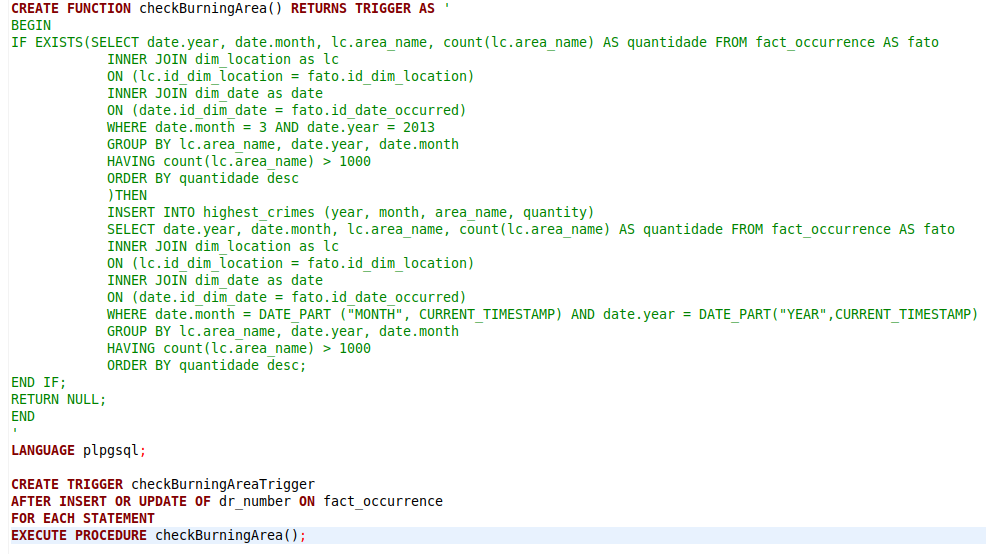 CREATE FUNCTION checkBurningArea() RETURNS TRIGGER AS '
BEGIN
IF EXISTS(SELECT date.year, date.month, lc.area_name, count(lc.area_name) AS quantidade FROM fact_occurrence AS fato
INNER JOIN dim_location as lc
ON (lc.id_dim_location = fato.id_dim_location)
INNER JOIN dim_date as date
ON (date.id_dim_date = fato.id_date_occurred)
WHERE date.month = 3 AND date.year = 2013
GROUP BY lc.area_name, date.year, date.month
HAVING count(lc.area_name) > 1000
ORDER BY quantidade desc
)THEN
INSERT INTO highest_crimes (year, month, area_name, quantity)
SELECT date.year, date.month, lc.area_name, count(lc.area_name) AS quantidade FROM fact_occurrence AS fato
INNER JOIN dim_location as lc
ON (lc.id_dim_location = fato.id_dim_location)
INNER JOIN dim_date as date
ON (date.id_dim_date = fato.id_date_occurred)
WHERE date.month = DATE_PART ("MONTH", CURRENT_TIMESTAMP) AND date.year = DATE_PART("YEAR",CURRENT_TIMESTAMP)
GROUP BY lc.area_name, date.year, date.month
HAVING count(lc.area_name) > 1000
ORDER BY quantidade desc;
END IF;
RETURN NULL;
END
'
LANGUAGE plpgsql;
CREATE TRIGGER checkBurningAreaTrigger
AFTER INSERT OR UPDATE OF dr_number ON fact_occurrence
FOR EACH STATEMENT
EXECUTE PROCEDURE checkBurningArea();